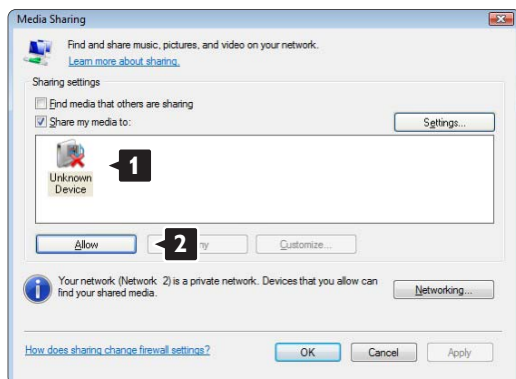 Media Sharing
Find and share music, pictures, and video on your network.
Learn more about sharing.
Sharing settings
Find media that others are sharing
Share my media to:
Settings...
Unknown
Device
1
Allow
2
ny
Customize...
Your network (Network 2) is a private network. Devices that you allow can
find your shared media.
Networking...
How does sharing change firewall settings?
OK
Cancel
Apply